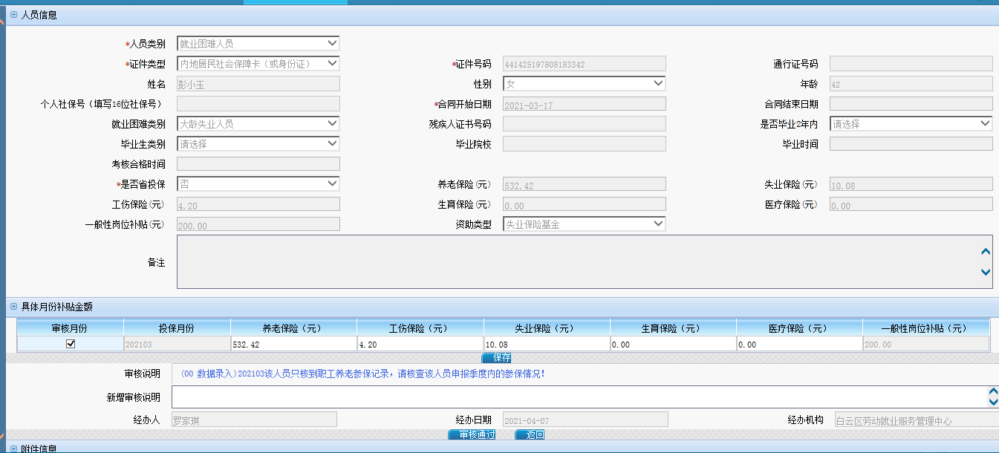 人员信息
*人员类别 就业困难人员
*证件类型 内地居民社会保障卡（或身份证） *证件号码 441425197808183342 通行证号码
姓名 彭小玉 性别 女 年龄 42
个人社保号（填写16位社保号） *合同开始日期 2021-03-17 合同结束日期
就业困难类别 大龄失业人员 残疾人证书号码 是否毕业2年内 请选择
毕业生类别 请选择 毕业院校 毕业时间
考核合格时间
*是否省投保 否 养老保险(元) 532.42 失业保险(元) 10.08
工伤保险(元) 4.20 生育保险(元) 0.00 医疗保险(元) 0.00
一般性岗位补贴(元) 200.00 资助类型 失业保险基金
备注
具体月份补贴金额
审核月份 投保月份 养老保险（元） 工伤保险（元） 失业保险（元） 生育保险（元） 医疗保险（元） 一般性岗位补贴（元）
202103 532.42 4.20 10.08 0.00 0.00 200.00
保存
审核说明 (00 数据录入)202103该人员只核到职工养老参保记录，请核查该人员申报季度内的参保情况！
新增审核说明
经办人 罗家琪 经办日期 2021-04-07 经办机构 白云区劳动就业服务管理中心
审核通过 返回
附件信息